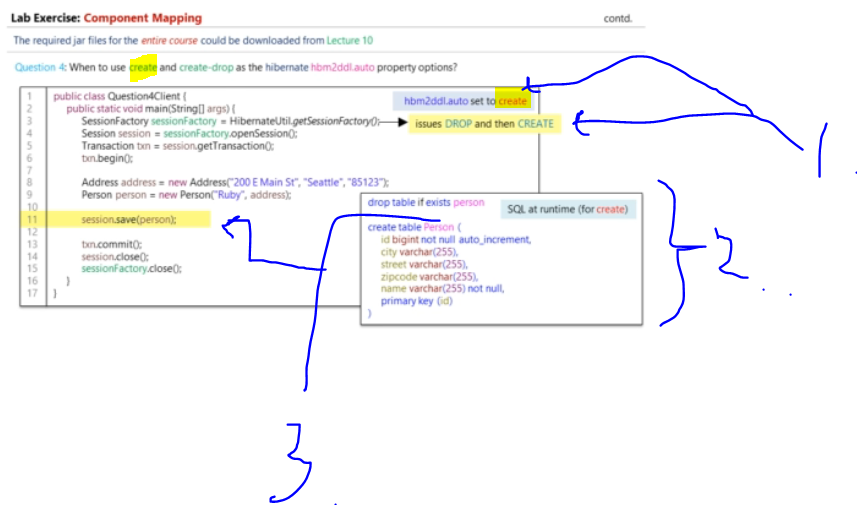 Lab Exercise: Component Mapping contd.
The required jar files for the entire course could be downloaded from Lecture 10
Question 4: When to use create and create-drop as the hibernate hbm2ddl.auto property options?
1 public class Question4Client {
2 public static void main(String[] args) {
3 SessionFactory sessionFactory = HibernateUtil.getSessionFactory();
4 Session session = sessionFactory.openSession();
5 Transaction txn = session.getTransaction();
6 txn.begin();
7
8 Address address = new Address("200 E Main St", "Seattle", "85123");
9 Person person = new Person("Ruby", address);
10
11 session.save(person);
12
13 txn.commit();
14 session.close();
15 sessionFactory.close();
16 }
17 }
hbm2ddl.auto set to create
issues DROP and then CREATE
SQL at runtime (for create)
drop table if exists person
create table Person (
id bigint not null auto_increment,
city varchar(255),
street varchar(255),
zipcode varchar(255),
name varchar(255) not null,
primary key (id)
)
1.
2.
3.